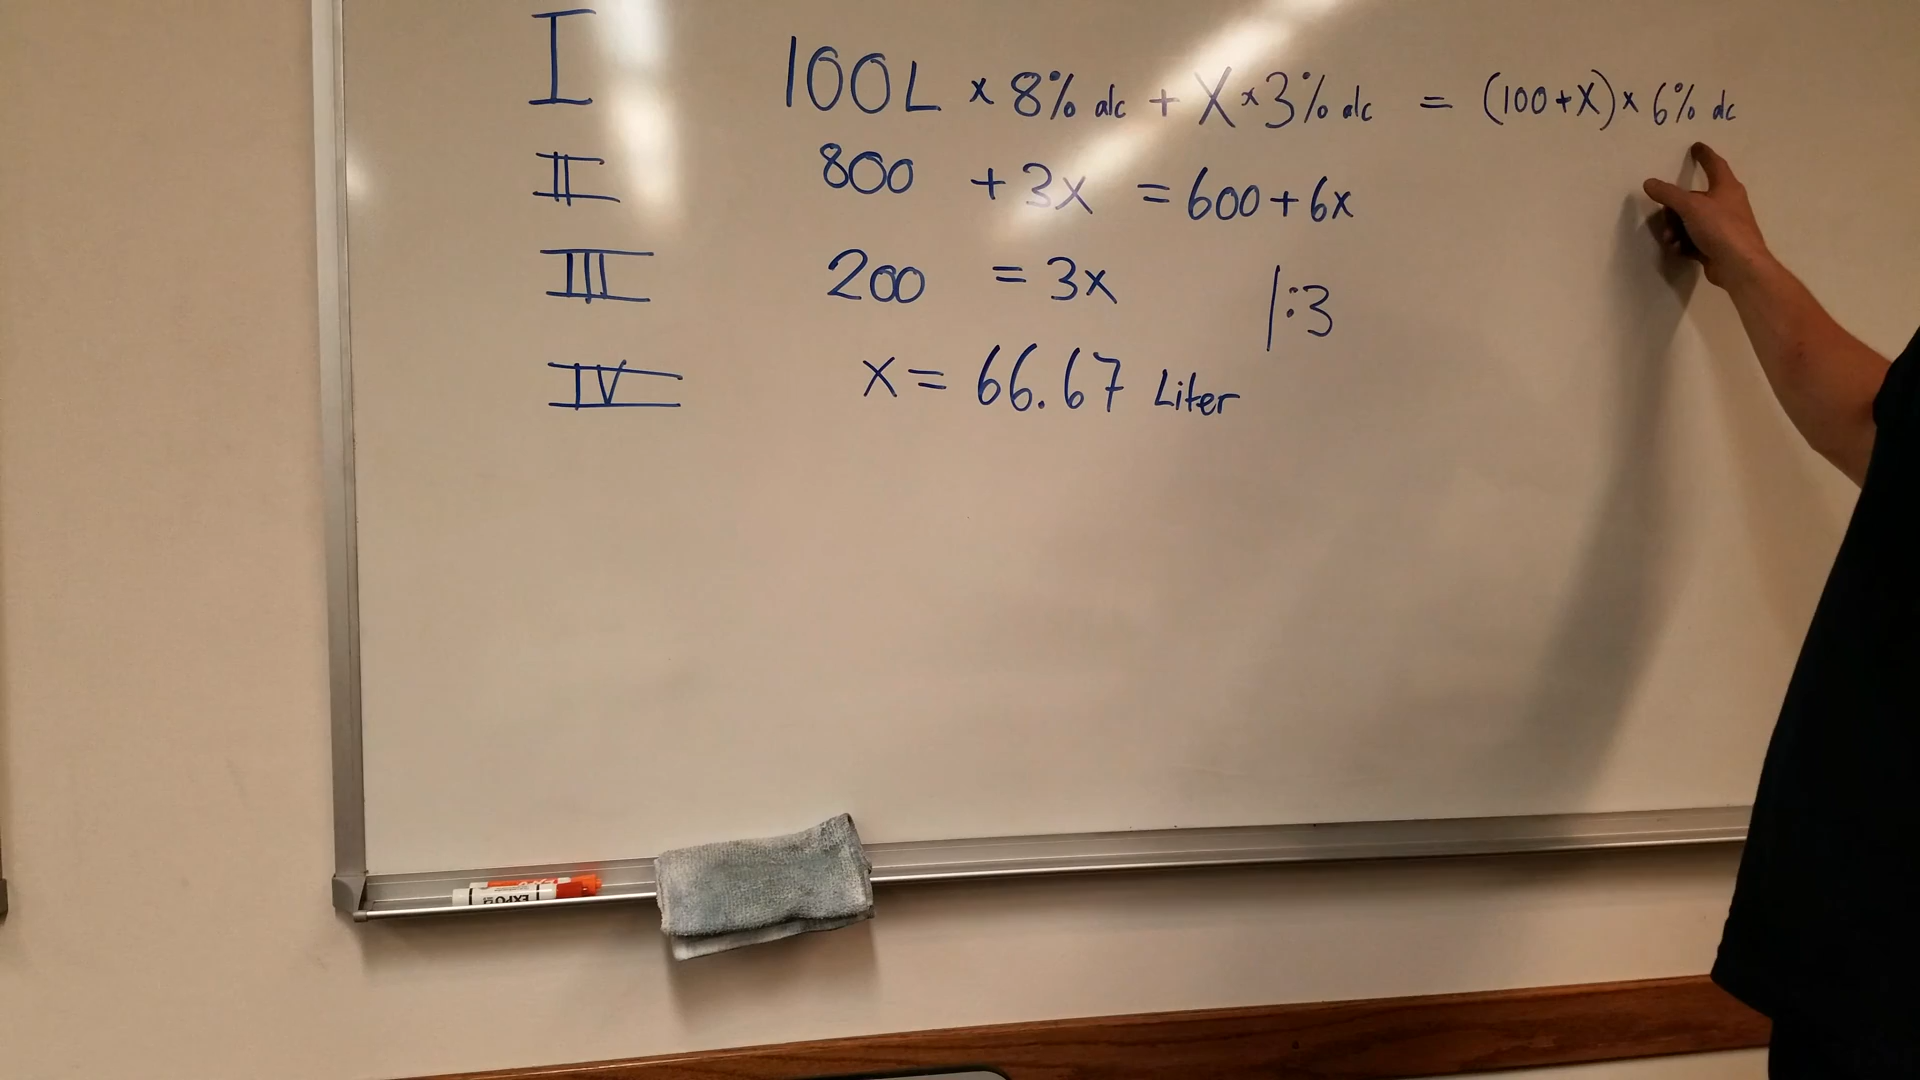 I 100L x 8% alc + X x 3% alc = (100+X) x 6% alc
II 800 + 3x = 600 + 6x
III 200 = 3x |:3
IV x = 66.67 Liter
EXPO